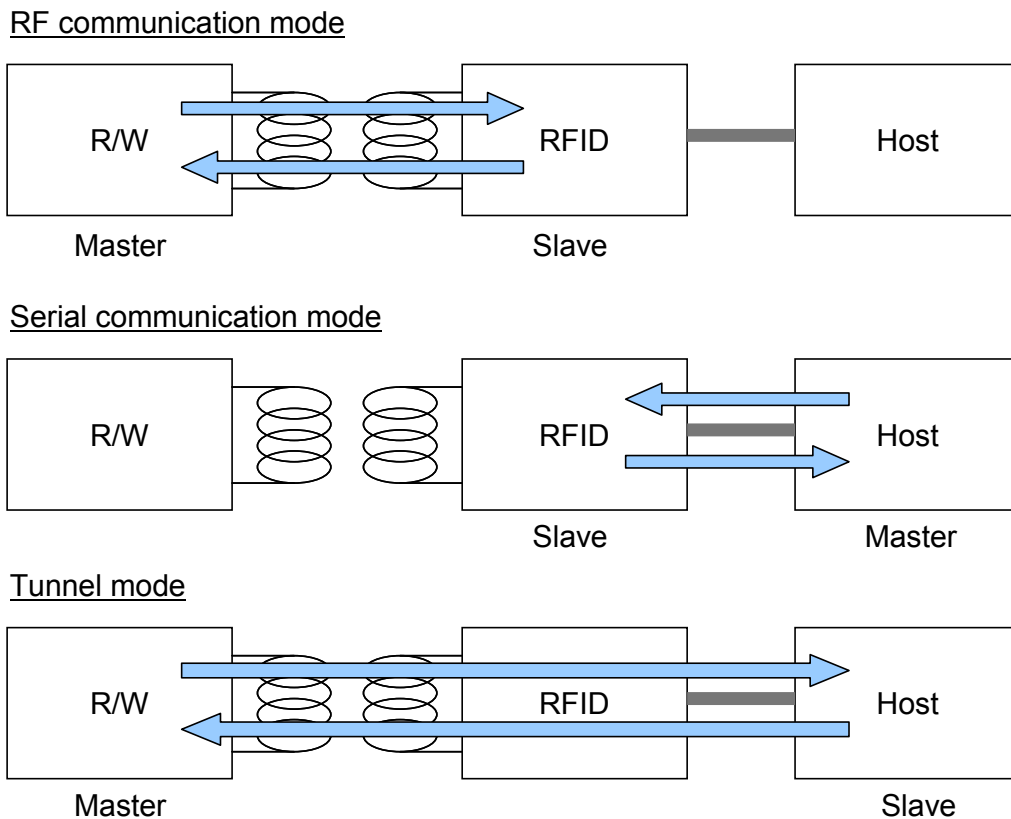 RF communication mode
R/W RFID Host
Master Slave
Serial communication mode
R/W RFID Host
Slave Master
Tunnel mode
R/W RFID Host
Master Slave